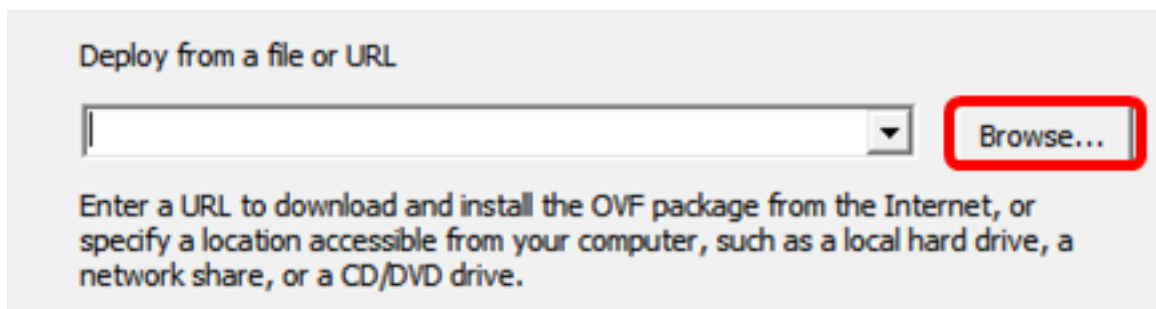 Deploy from a file or URL
Browse...
Enter a URL to download and install the OVF package from the Internet, or
specify a location accessible from your computer, such as a local hard drive, a
network share, or a CD/DVD drive.